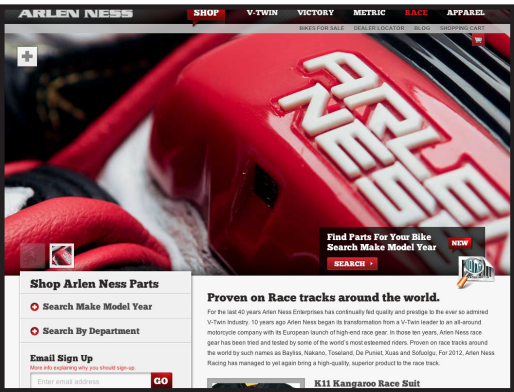 ARLEN NESS
SHOP V-TWIN VICTORY METRIC RACE APPAREL
BIKES FOR SALE DEALER LOCATOR BLOG SHOPPING CART
ARLEN
NESS
Find Parts For Your Bike
Search Make Model Year
NEW
SEARCH
Shop Arlen Ness Parts
Search Make Model Year
Search By Department
Email Sign Up
More info explaining why you should sign-up.
Enter email address GO
Proven on Race tracks around the world.
For the last 40 years Arlen Ness Enterprises has continually fed quality and prestige to the ever so admired
V-Twin Industry. 10 years ago Arlen Ness began its transformation from a V-Twin leader to an all-around
motorcycle company with its European launch of high-end race gear. In those ten years, Arlen Ness race
gear has been tried and tested by some of the world's most esteemed riders. Proven on race tracks around
the world by such names as Bayliss, Nakano, Toseland, De Puniet, Xuas and Sofuoglu, For 2012, Arlen Ness
Racing has managed to yet again bring a high-quality, superior product to the race track.
K11 Kangaroo Race Suit